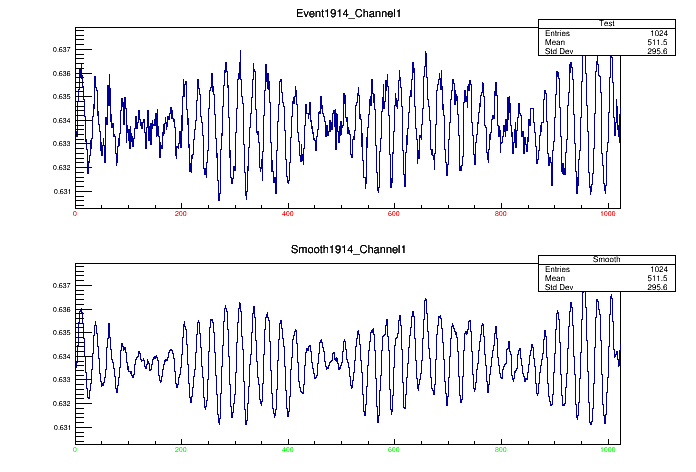 Event1914_Channel1
Test
Entries 1024
Mean 511.5
Std Dev 295.6
0.637
0.636
0.635
0.634
0.633
0.632
0.631
0 200 400 600 800 1000
Smooth1914_Channel1
Smooth
Entries 1024
Mean 511.5
Std Dev 295.6
0.637
0.636
0.635
0.634
0.633
0.632
0.631
0 200 400 600 800 1000